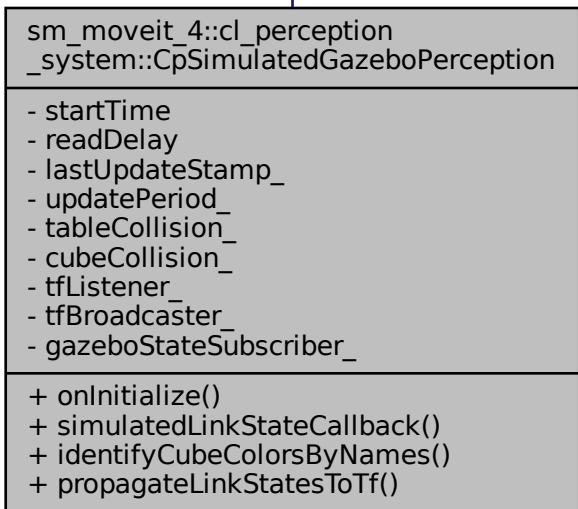 sm_moveit_4::cl_perception
_system::CpSimulatedGazeboPerception
- startTime
- readDelay
- lastUpdateStamp_
- updatePeriod_
- tableCollision_
- cubeCollision_
- tfListener_
- tfBroadcaster_
- gazeboStateSubscriber_
+ onInitialize()
+ simulatedLinkStateCallback()
+ identifyCubeColorsByNames()
+ propagateLinkStatesToTf()